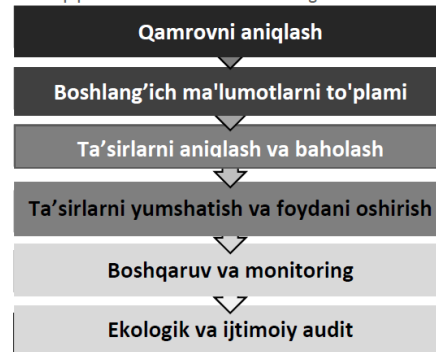 Qamrovni aniqlash
Boshlang’ich ma'lumotlarni to'plami
Ta’sirlarni aniqlash va baholash
Ta’sirlarni yumshatish va foydani oshirish
Boshqaruv va monitoring
Ekologik va ijtimoiy audit